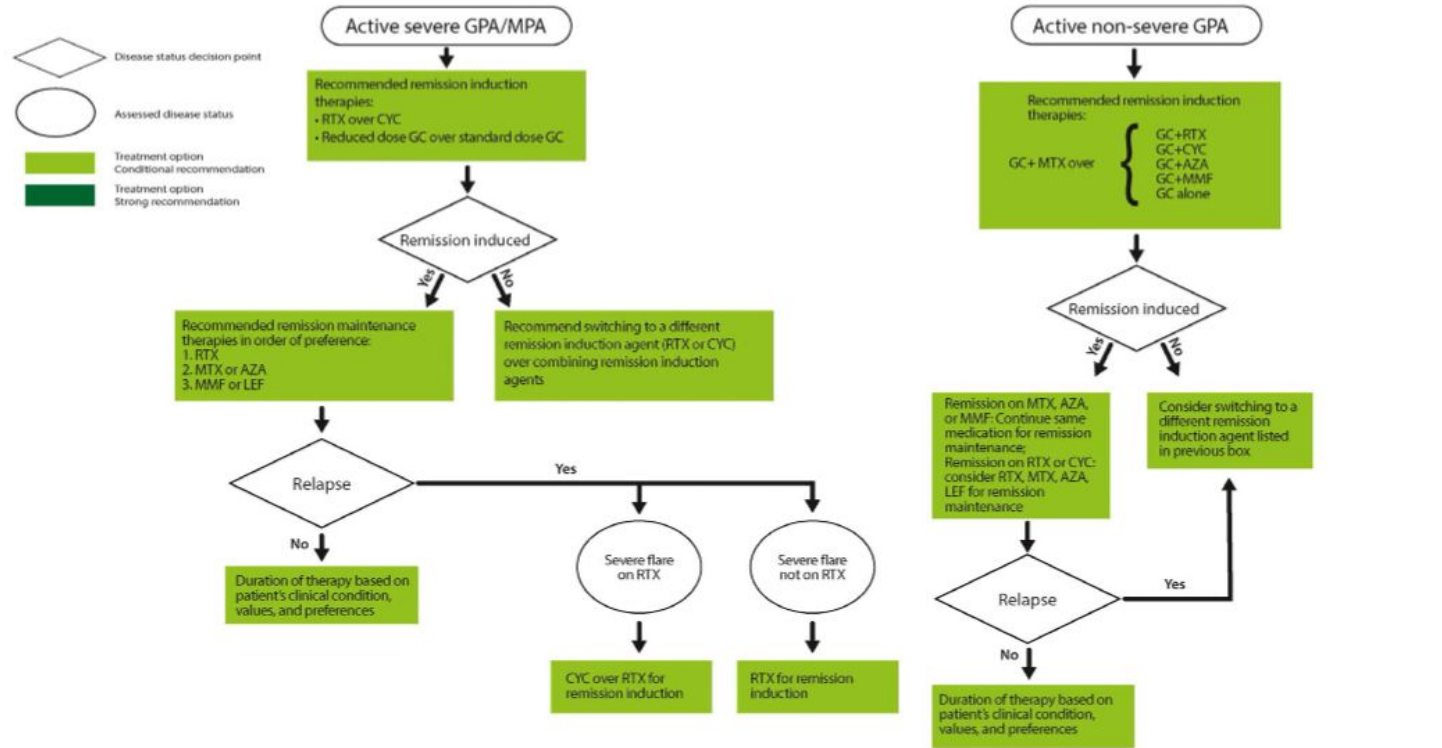 Disease status decision point
Assessed disease status
Treatment option
Conditional recommendation
Treatment option
Strong recommendation
Active severe GPA/MPA
Recommended remission induction
therapies:
• RTX over CYC
• Reduced dose GC over standard dose GC
Remission induced
Yes
No
Recommended remission maintenance
therapies in order of preference:
1. RTX
2. MTX or AZA
3. MMF or LEF
Recommend switching to a different
remission induction agent (RTX or CYC)
over combining remission induction
agents
Relapse
Yes
No
Severe flare
on RTX
Severe flare
not on RTX
Duration of therapy based on
patient's clinical condition,
values, and preferences
CYC over RTX for
remission induction
RTX for remission
induction
Active non-severe GPA
Recommended remission induction
therapies:
GC+ MTX over
GC+RTX
GC+CYC
GC+AZA
GC+MMF
GC alone
Remission induced
Yes
No
Remission on MTX, AZA,
or MMF: Continue same
medication for remission
maintenance;
Remission on RTX or CYC:
consider RTX, MTX, AZA,
LEF for remission
maintenance
Consider switching to a
different remission
induction agent listed
in previous box
Relapse
Yes
No
Duration of therapy based on
patient's clinical condition,
values, and preferences